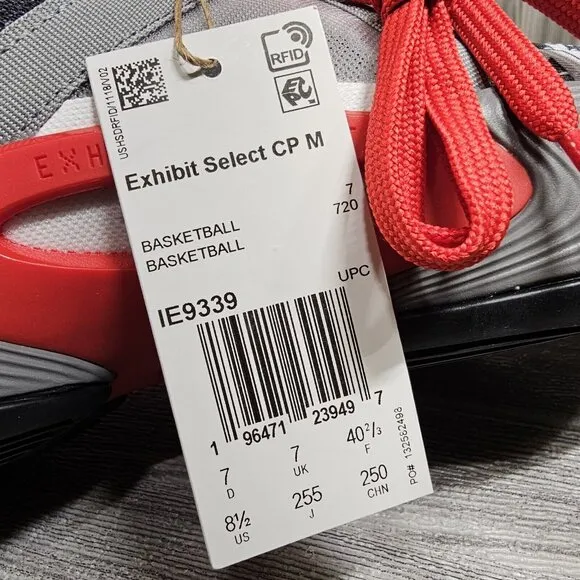 USHSDRFID/1118/V02
RFID
EAC
EXH
Exhibit Select CP M
7
720
BASKETBALL
BASKETBALL
UPC
IE9339
1 96471 23949 7
7 7 40²/₃
D UK F
8½ 255 250
US J CHN
PO#: 132562498